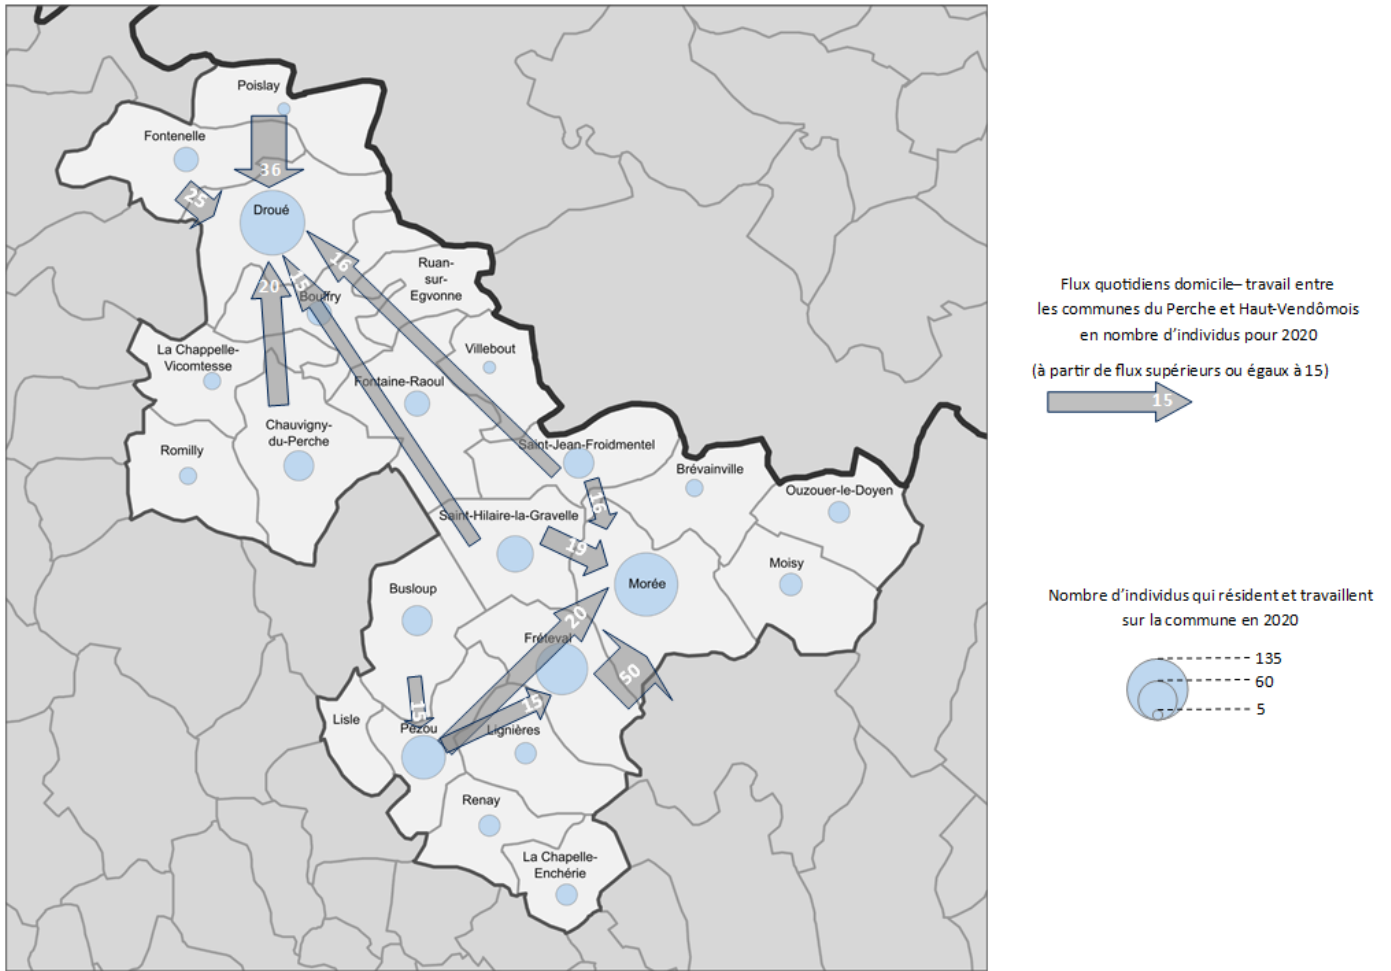 Poislay
Fontenelle
36
25
Droué
Ruan-
sur-
Egvonne
16
15
20
Bouffry
La Chappelle-
Vicomtesse
Villebout
Fontaine-Raoul
Chauvigny-
du-Perche
Romilly
Saint-Jean-Froidmentel
Brévainville
Ouzouer-le-Doyen
16
Saint-Hilaire-la-Gravelle
19
Moisy
Morée
Busloup
20
Fréteval
50
15
15
Lisle
Pezou
Lignières
Renay
La Chapelle-
Enchérie
Flux quotidiens domicile– travail entre
les communes du Perche et Haut-Vendômois
en nombre d'individus pour 2020
(à partir de flux supérieurs ou égaux à 15)
15
Nombre d'individus qui résident et travaillent
sur la commune en 2020
135
60
5